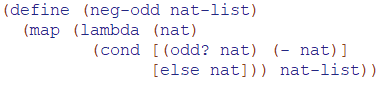 (define (neg-odd nat-list)
  (map (lambda (nat)
         (cond [(odd? nat) (- nat)]
               [else nat])) nat-list))